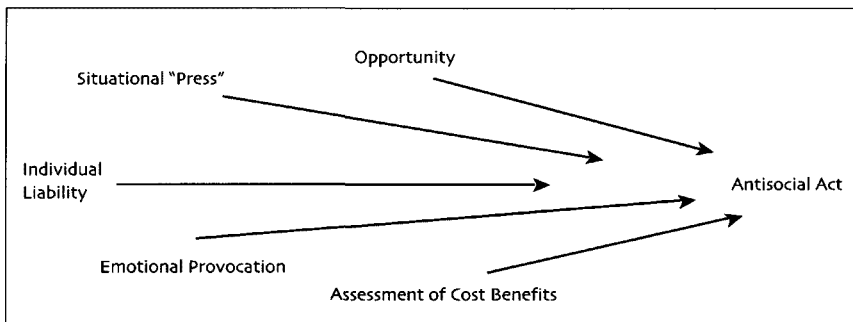 Opportunity
Situational "Press"
Individual
Liability
Antisocial Act
Emotional Provocation
Assessment of Cost Benefits